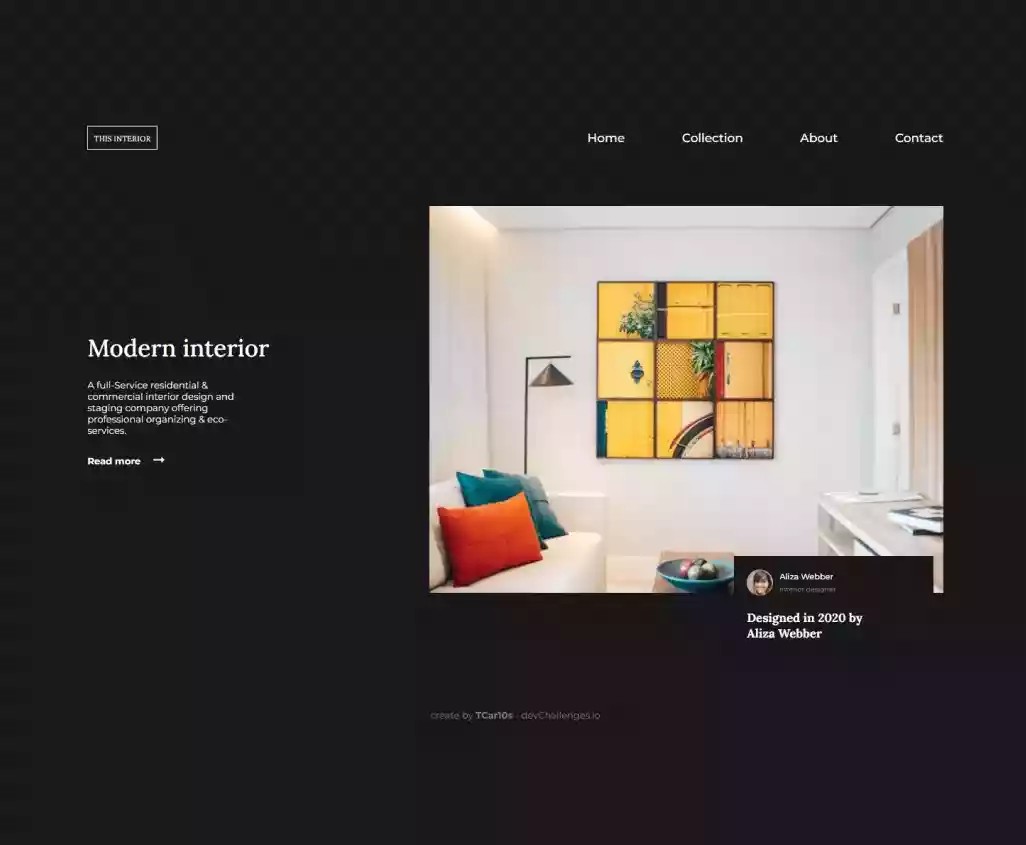 THIS INTERIOR
Home Collection About Contact
Modern interior
A full-Service residential &
commercial interior design and
staging company offering
professional organizing & eco-
services.
Read more →
Aliza Webber
interior designer
Designed in 2020 by
Aliza Webber
create by TCar10s - devChallenges.io